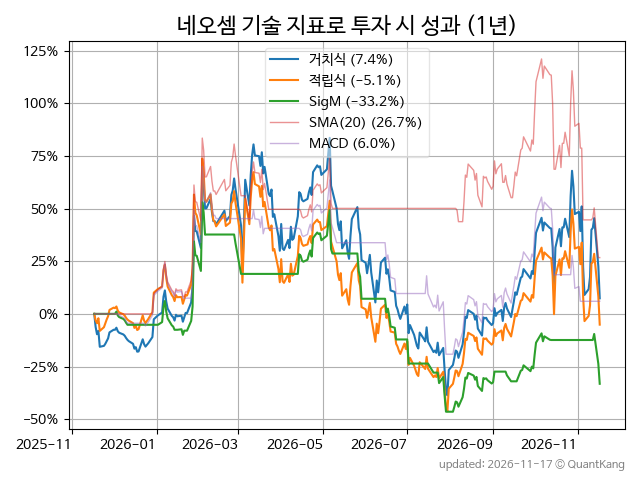 네오셈 기술 지표로 투자 시 성과 (1년)
거치식 (7.4%)
적립식 (−5.1%)
SigM (−33.2%)
SMA(20) (26.7%)
MACD (6.0%)
125%
100%
75%
50%
25%
0%
−25%
−50%
2025-11 2026-01 2026-03 2026-05 2026-07 2026-09 2026-11
updated: 2026-11-17 © QuantKang